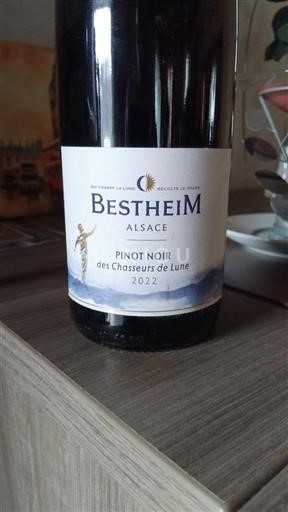 QUI CHASSE LA LUNE RÉCOLTE LE SOLEIL
BESTHEIM
ALSACE
PINOT NOIR
des Chasseurs de Lune
2022